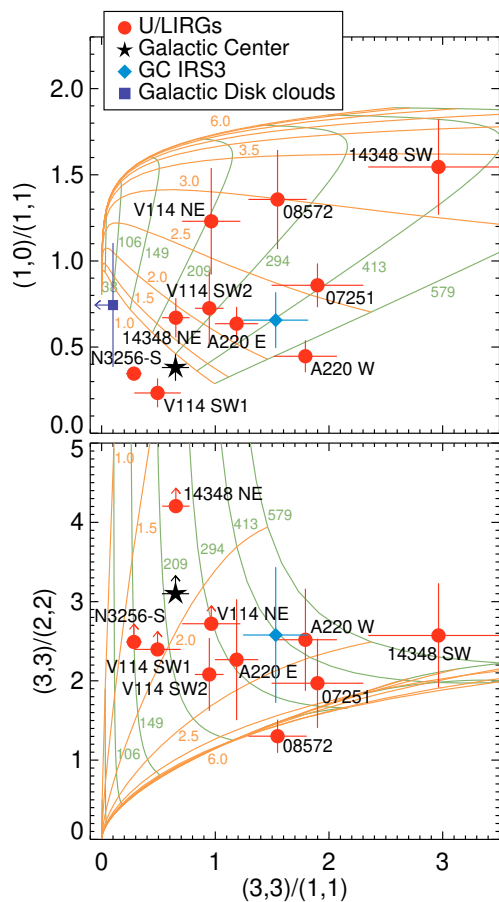 U/LIRGs
Galactic Center
GC IRS3
Galactic Disk clouds
(1,0)/(1,1)
2.0
1.5
1.0
0.5
0.0
6.0
3.5
3.0
2.5
2.0
1.5
1.0
38
106
149
209
294
413
579
14348 SW
V114 NE
08572
V114 SW2
07251
14348 NE
A220 E
N3256-S
A220 W
V114 SW1
(3,3)/(2,2)
5
4
3
2
1
0
1.0
1.5
2.0
2.5
6.0
106
149
209
294
413
579
14348 NE
N3256-S
V114 NE
A220 W
V114 SW1
A220 E
14348 SW
V114 SW2
07251
08572
0
1
2
3
(3,3)/(1,1)